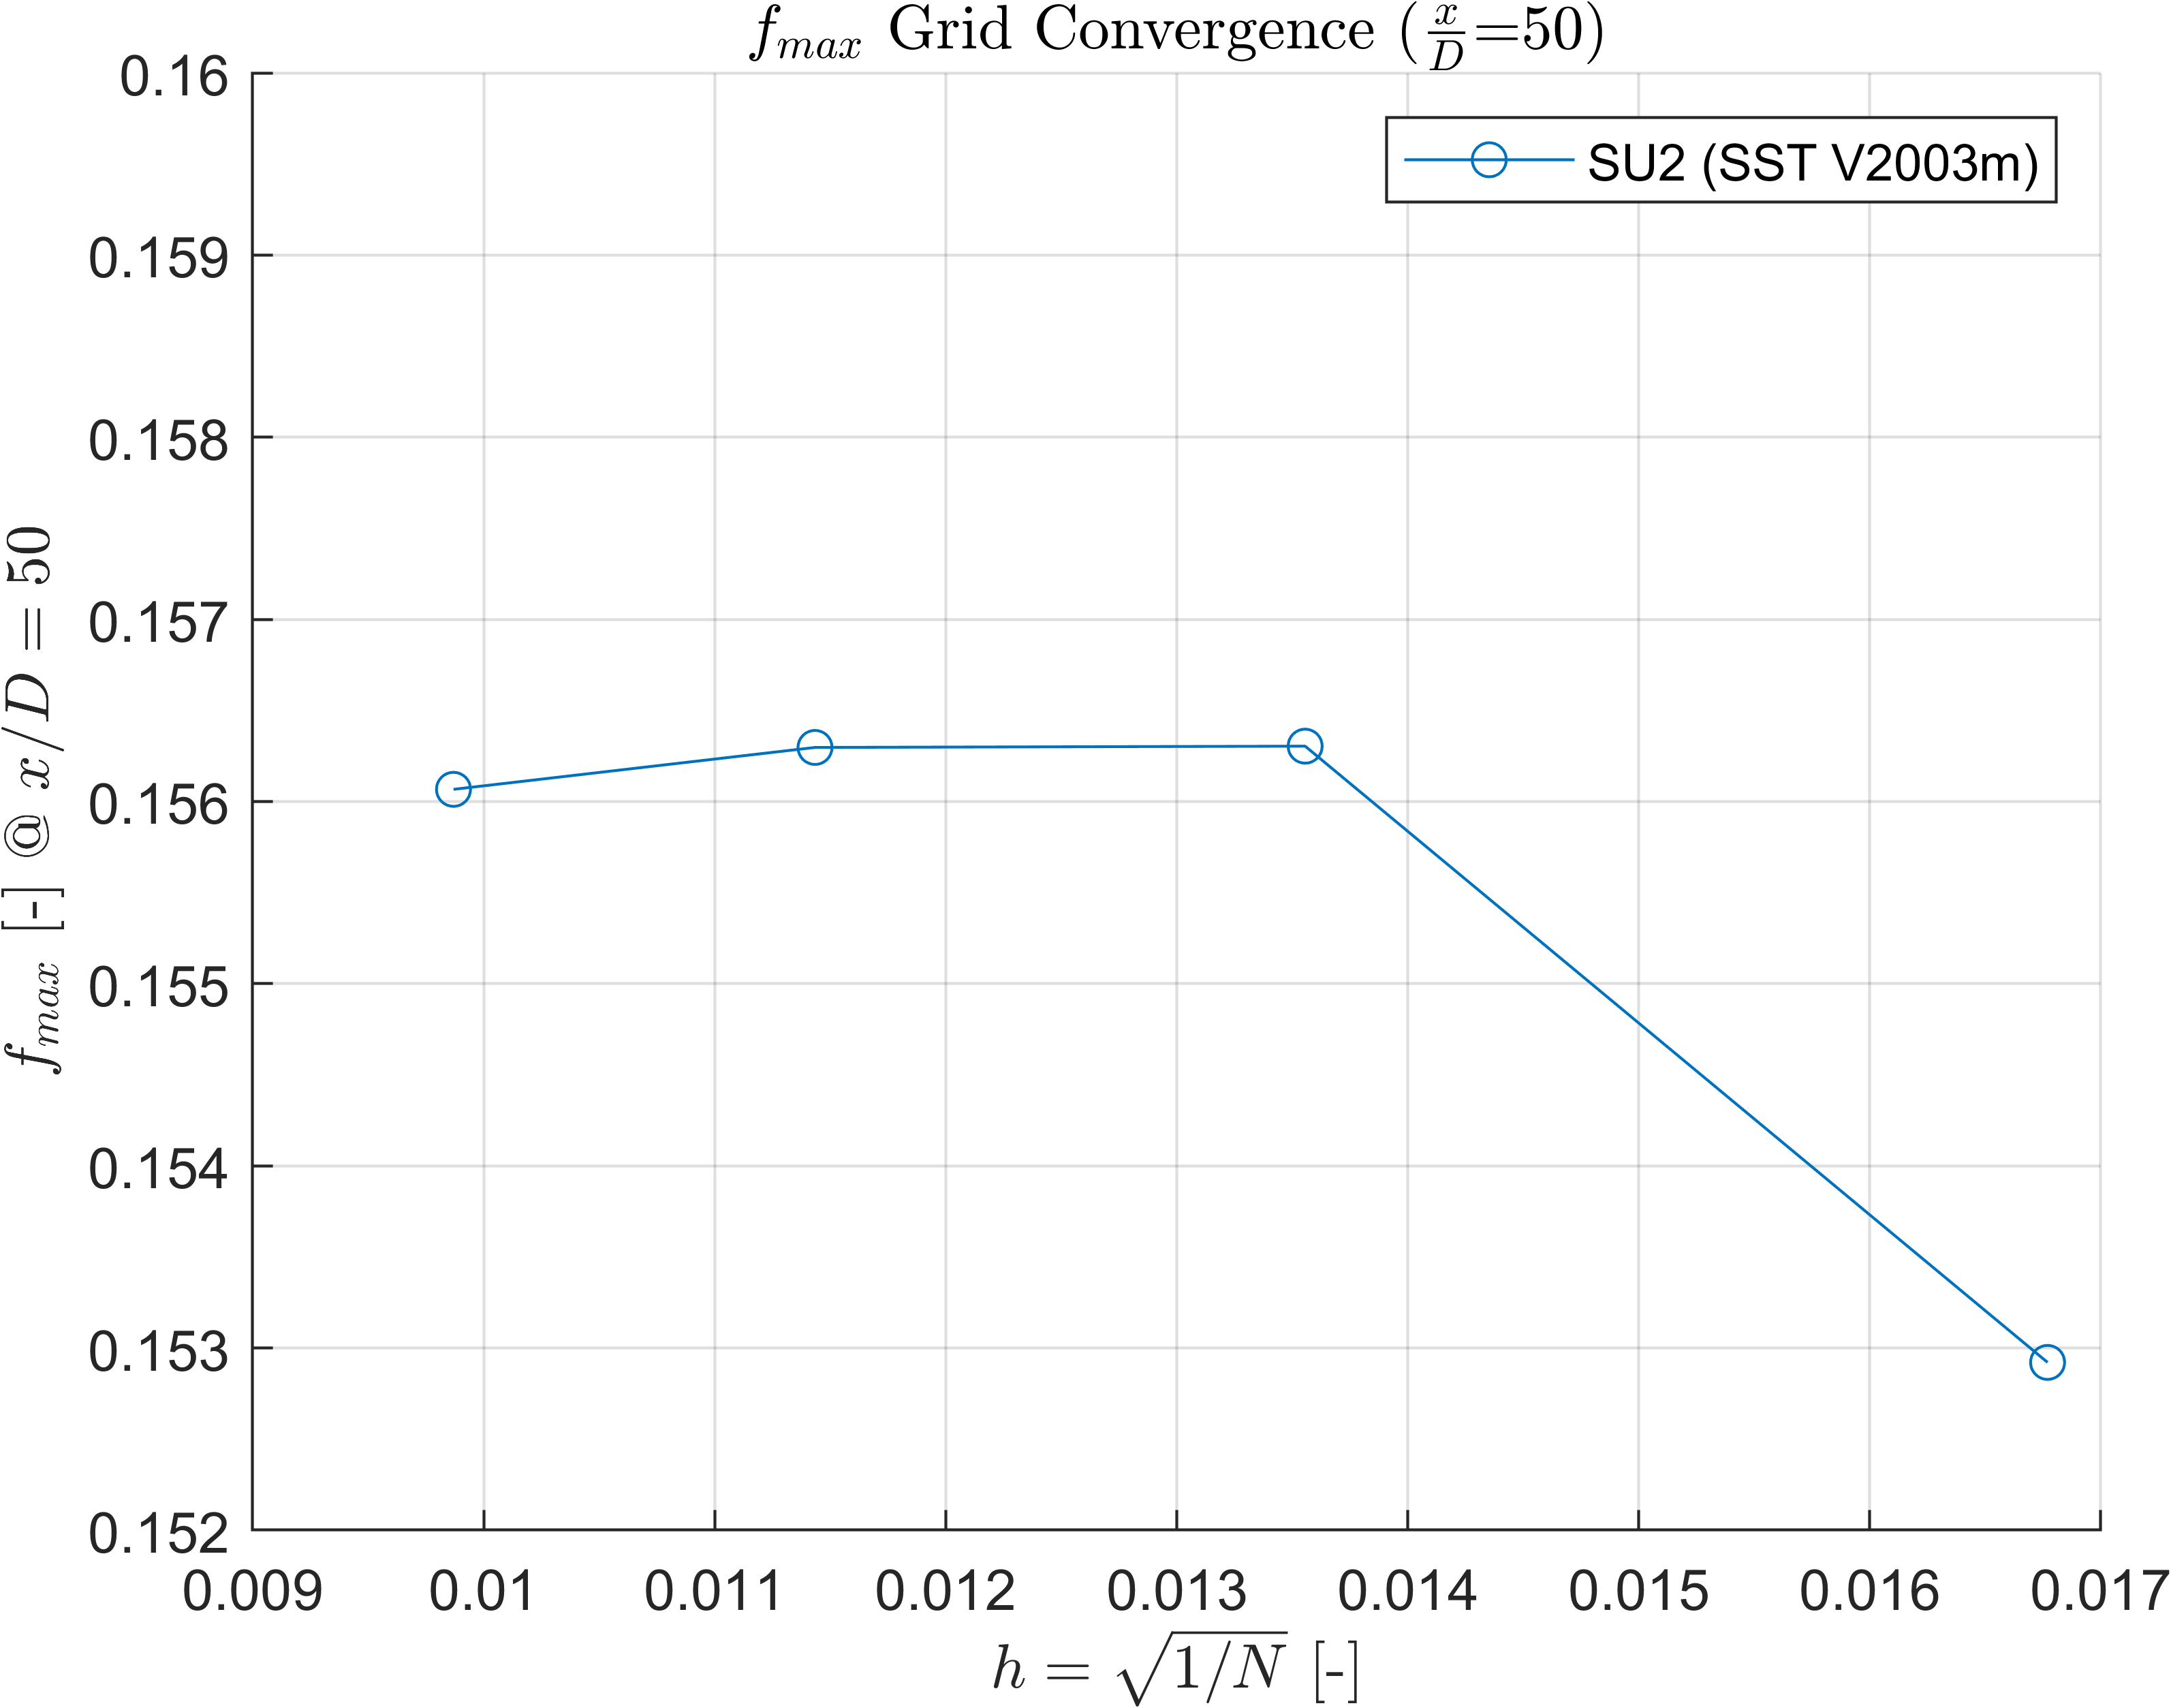 f_max Grid Convergence (x/D=50)
SU2 (SST V2003m)
0.16
0.159
0.158
0.157
0.156
0.155
0.154
0.153
0.152
f_max [-] @ x/D = 50
0.009 0.01 0.011 0.012 0.013 0.014 0.015 0.016 0.017
h = √1/N [-]